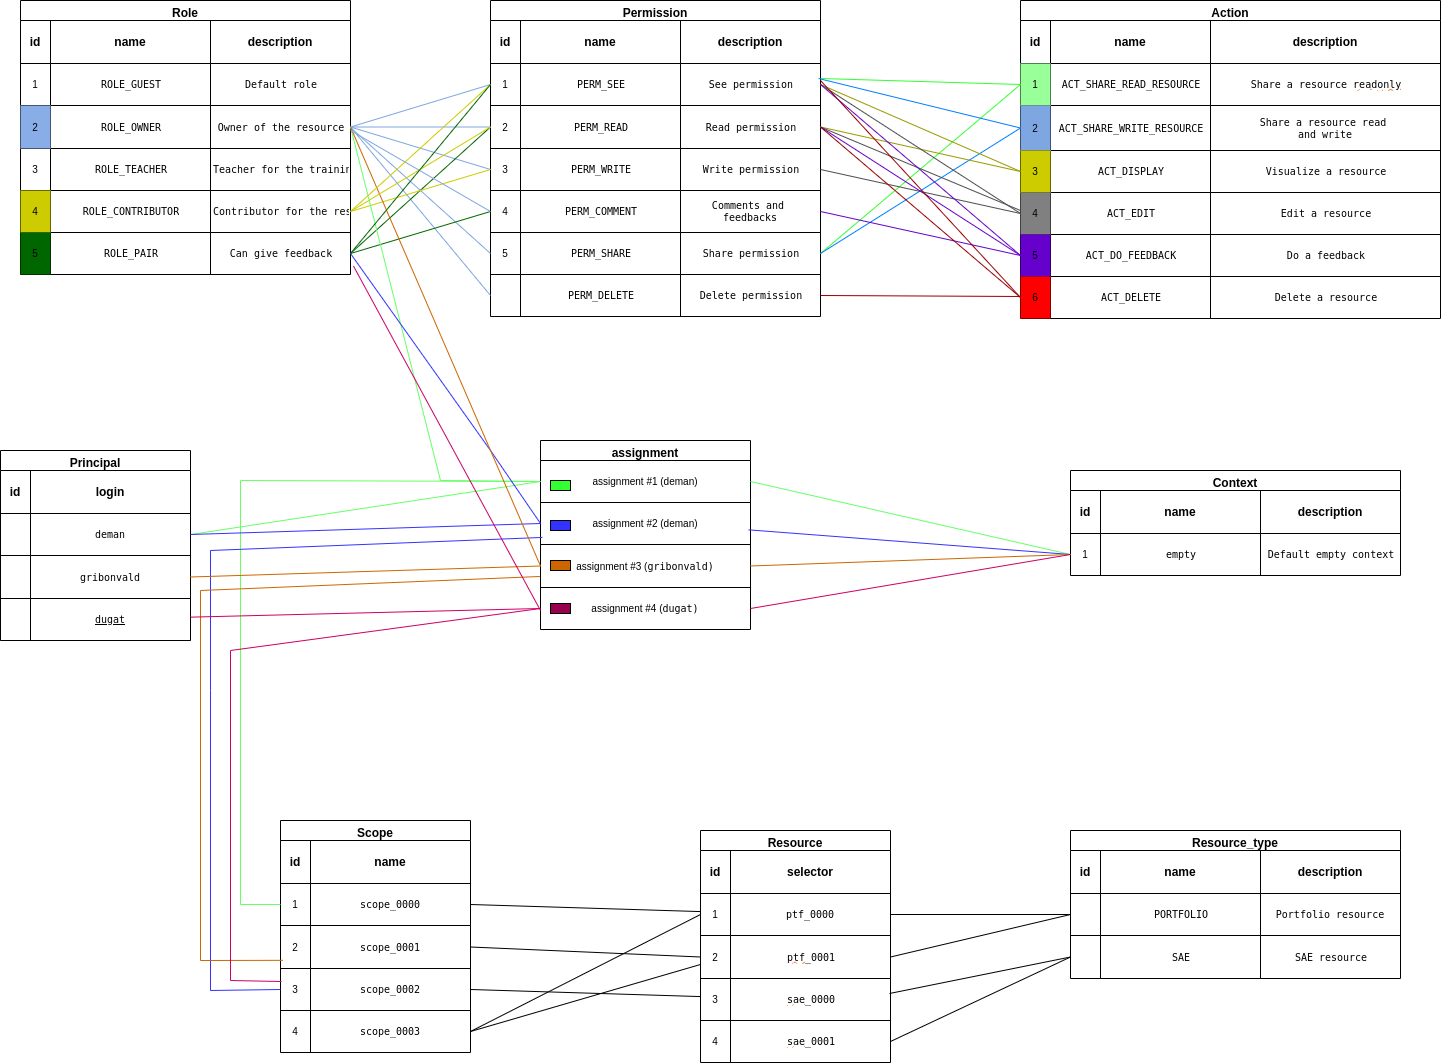 Role
id name description
1 ROLE_GUEST Default role
2 ROLE_OWNER Owner of the resource
3 ROLE_TEACHER Teacher for the trainin
4 ROLE_CONTRIBUTOR Contributor for the res
5 ROLE_PAIR Can give feedback
Permission
id name description
1 PERM_SEE See permission
2 PERM_READ Read permission
3 PERM_WRITE Write permission
4 PERM_COMMENT Comments and
feedbacks
5 PERM_SHARE Share permission
PERM_DELETE Delete permission
Action
id name description
1 ACT_SHARE_READ_RESOURCE Share a resource readonly
2 ACT_SHARE_WRITE_RESOURCE Share a resource read
and write
3 ACT_DISPLAY Visualize a resource
4 ACT_EDIT Edit a resource
5 ACT_DO_FEEDBACK Do a feedback
6 ACT_DELETE Delete a resource
Principal
id login
deman
gribonvald
dugat
assignment
assignment #1 (deman)
assignment #2 (deman)
assignment #3 (gribonvald)
assignment #4 (dugat)
Context
id name description
1 empty Default empty context
Scope
id name
1 scope_0000
2 scope_0001
3 scope_0002
4 scope_0003
Resource
id selector
1 ptf_0000
2 ptf_0001
3 sae_0000
4 sae_0001
Resource_type
id name description
PORTFOLIO Portfolio resource
SAE SAE resource